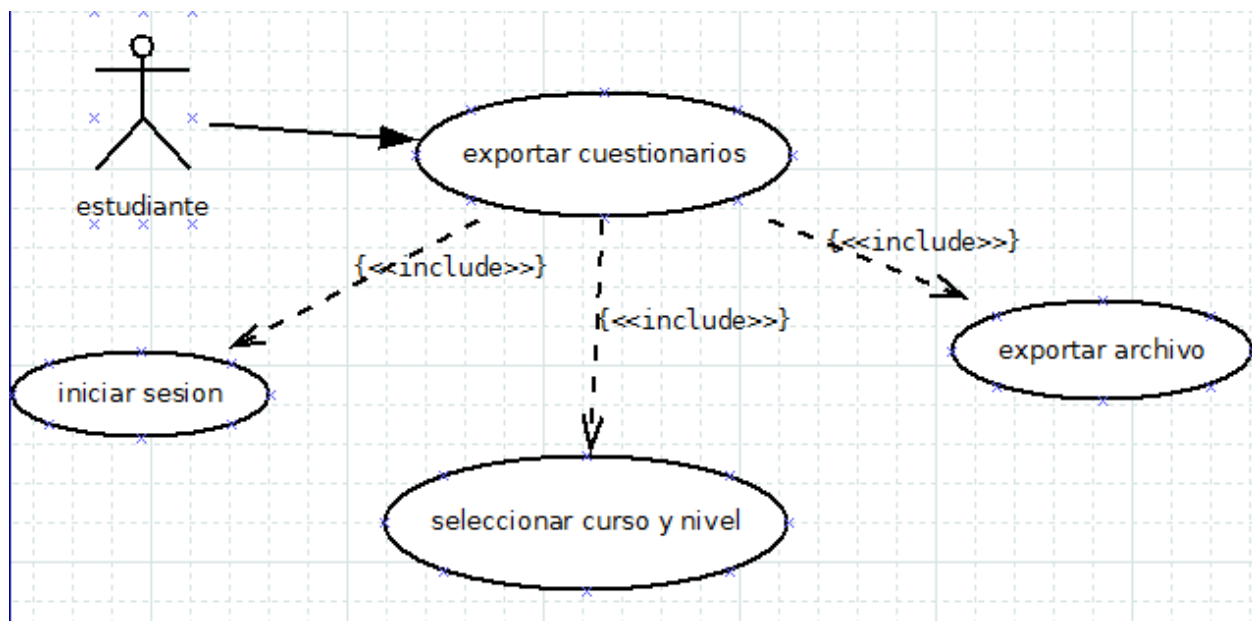 estudiante
exportar cuestionarios
{<<include>>}
{<<include>>}
{<<include>>}
iniciar sesion
exportar archivo
seleccionar curso y nivel